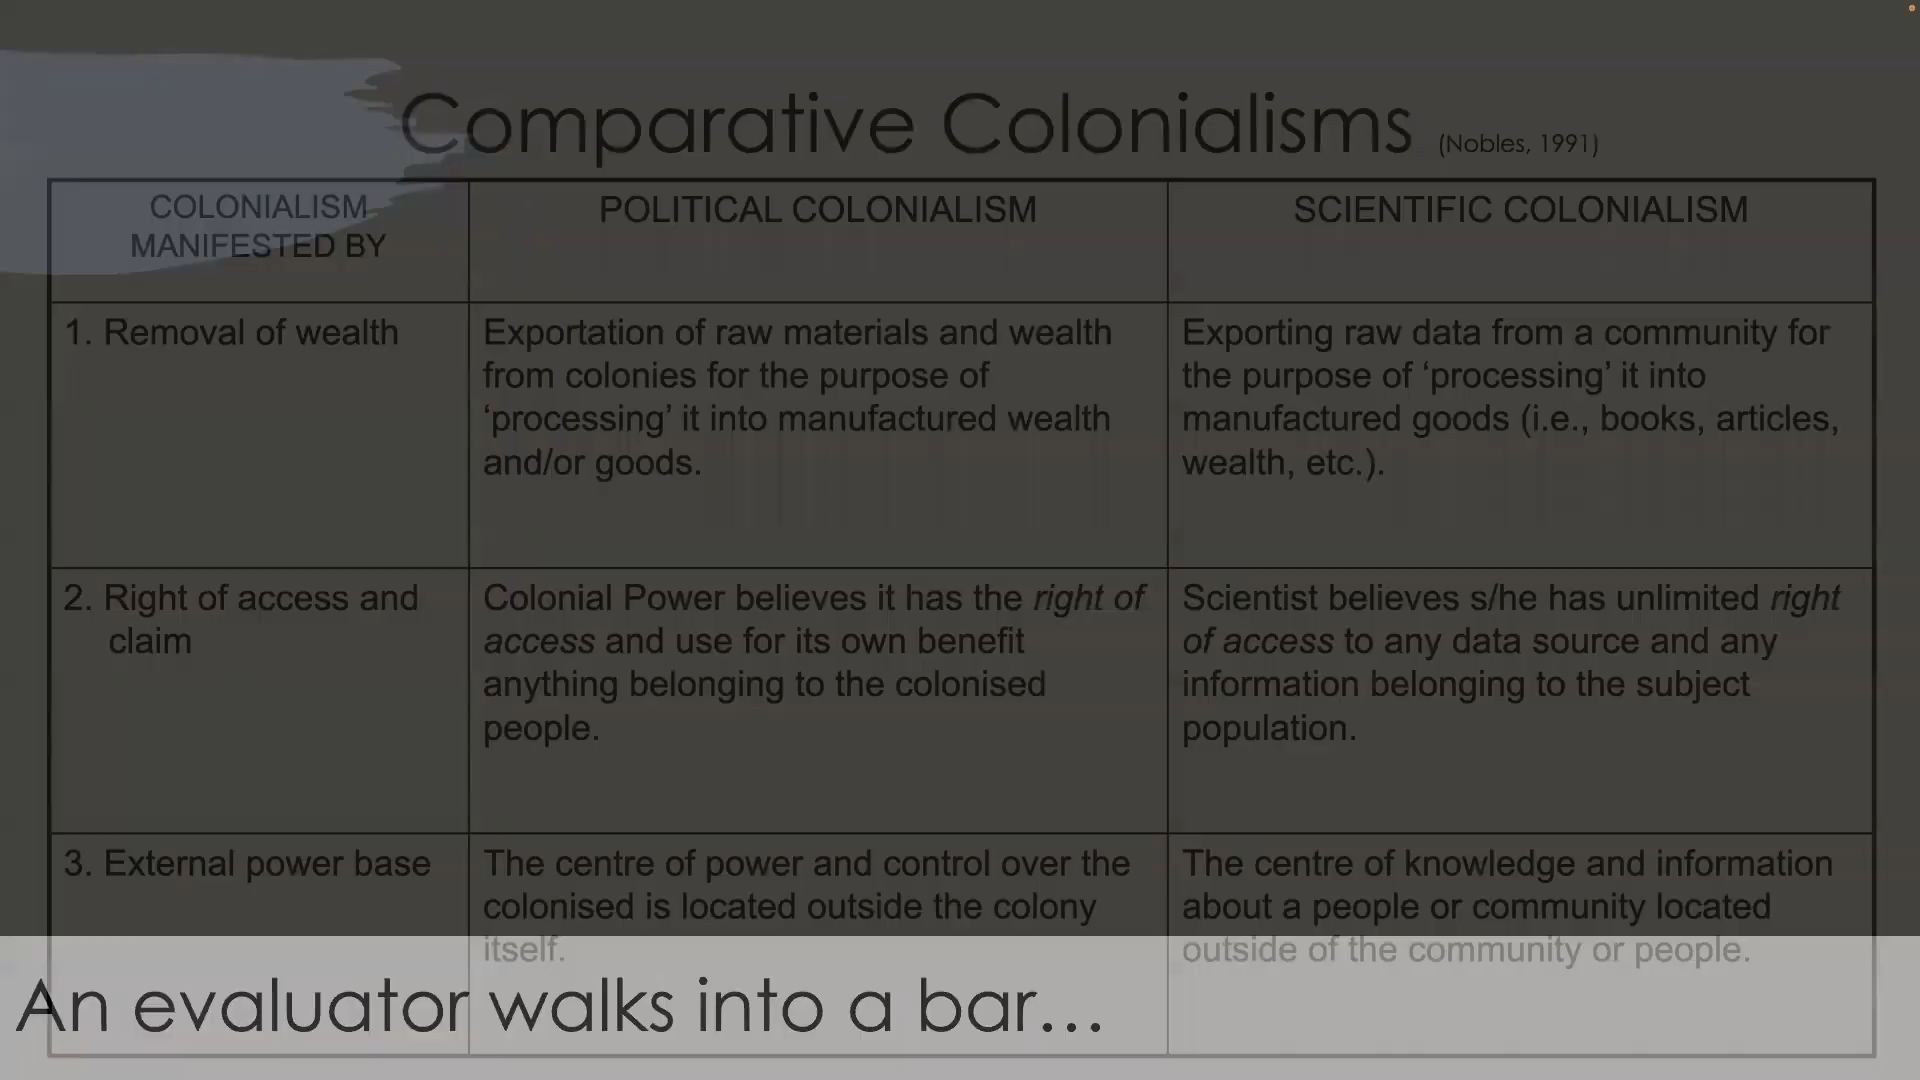 Comparative Colonialisms (Nobles, 1991)
COLONIALISM
MANIFESTED BY
POLITICAL COLONIALISM
SCIENTIFIC COLONIALISM
1. Removal of wealth
Exportation of raw materials and wealth
from colonies for the purpose of
‘processing’ it into manufactured wealth
and/or goods.
Exporting raw data from a community for
the purpose of ‘processing’ it into
manufactured goods (i.e., books, articles,
wealth, etc.).
2. Right of access and
claim
Colonial Power believes it has the right of
access and use for its own benefit
anything belonging to the colonised
people.
Scientist believes s/he has unlimited right
of access to any data source and any
information belonging to the subject
population.
3. External power base
The centre of power and control over the
colonised is located outside the colony
itself.
The centre of knowledge and information
about a people or community located
outside of the community or people.
An evaluator walks into a bar…